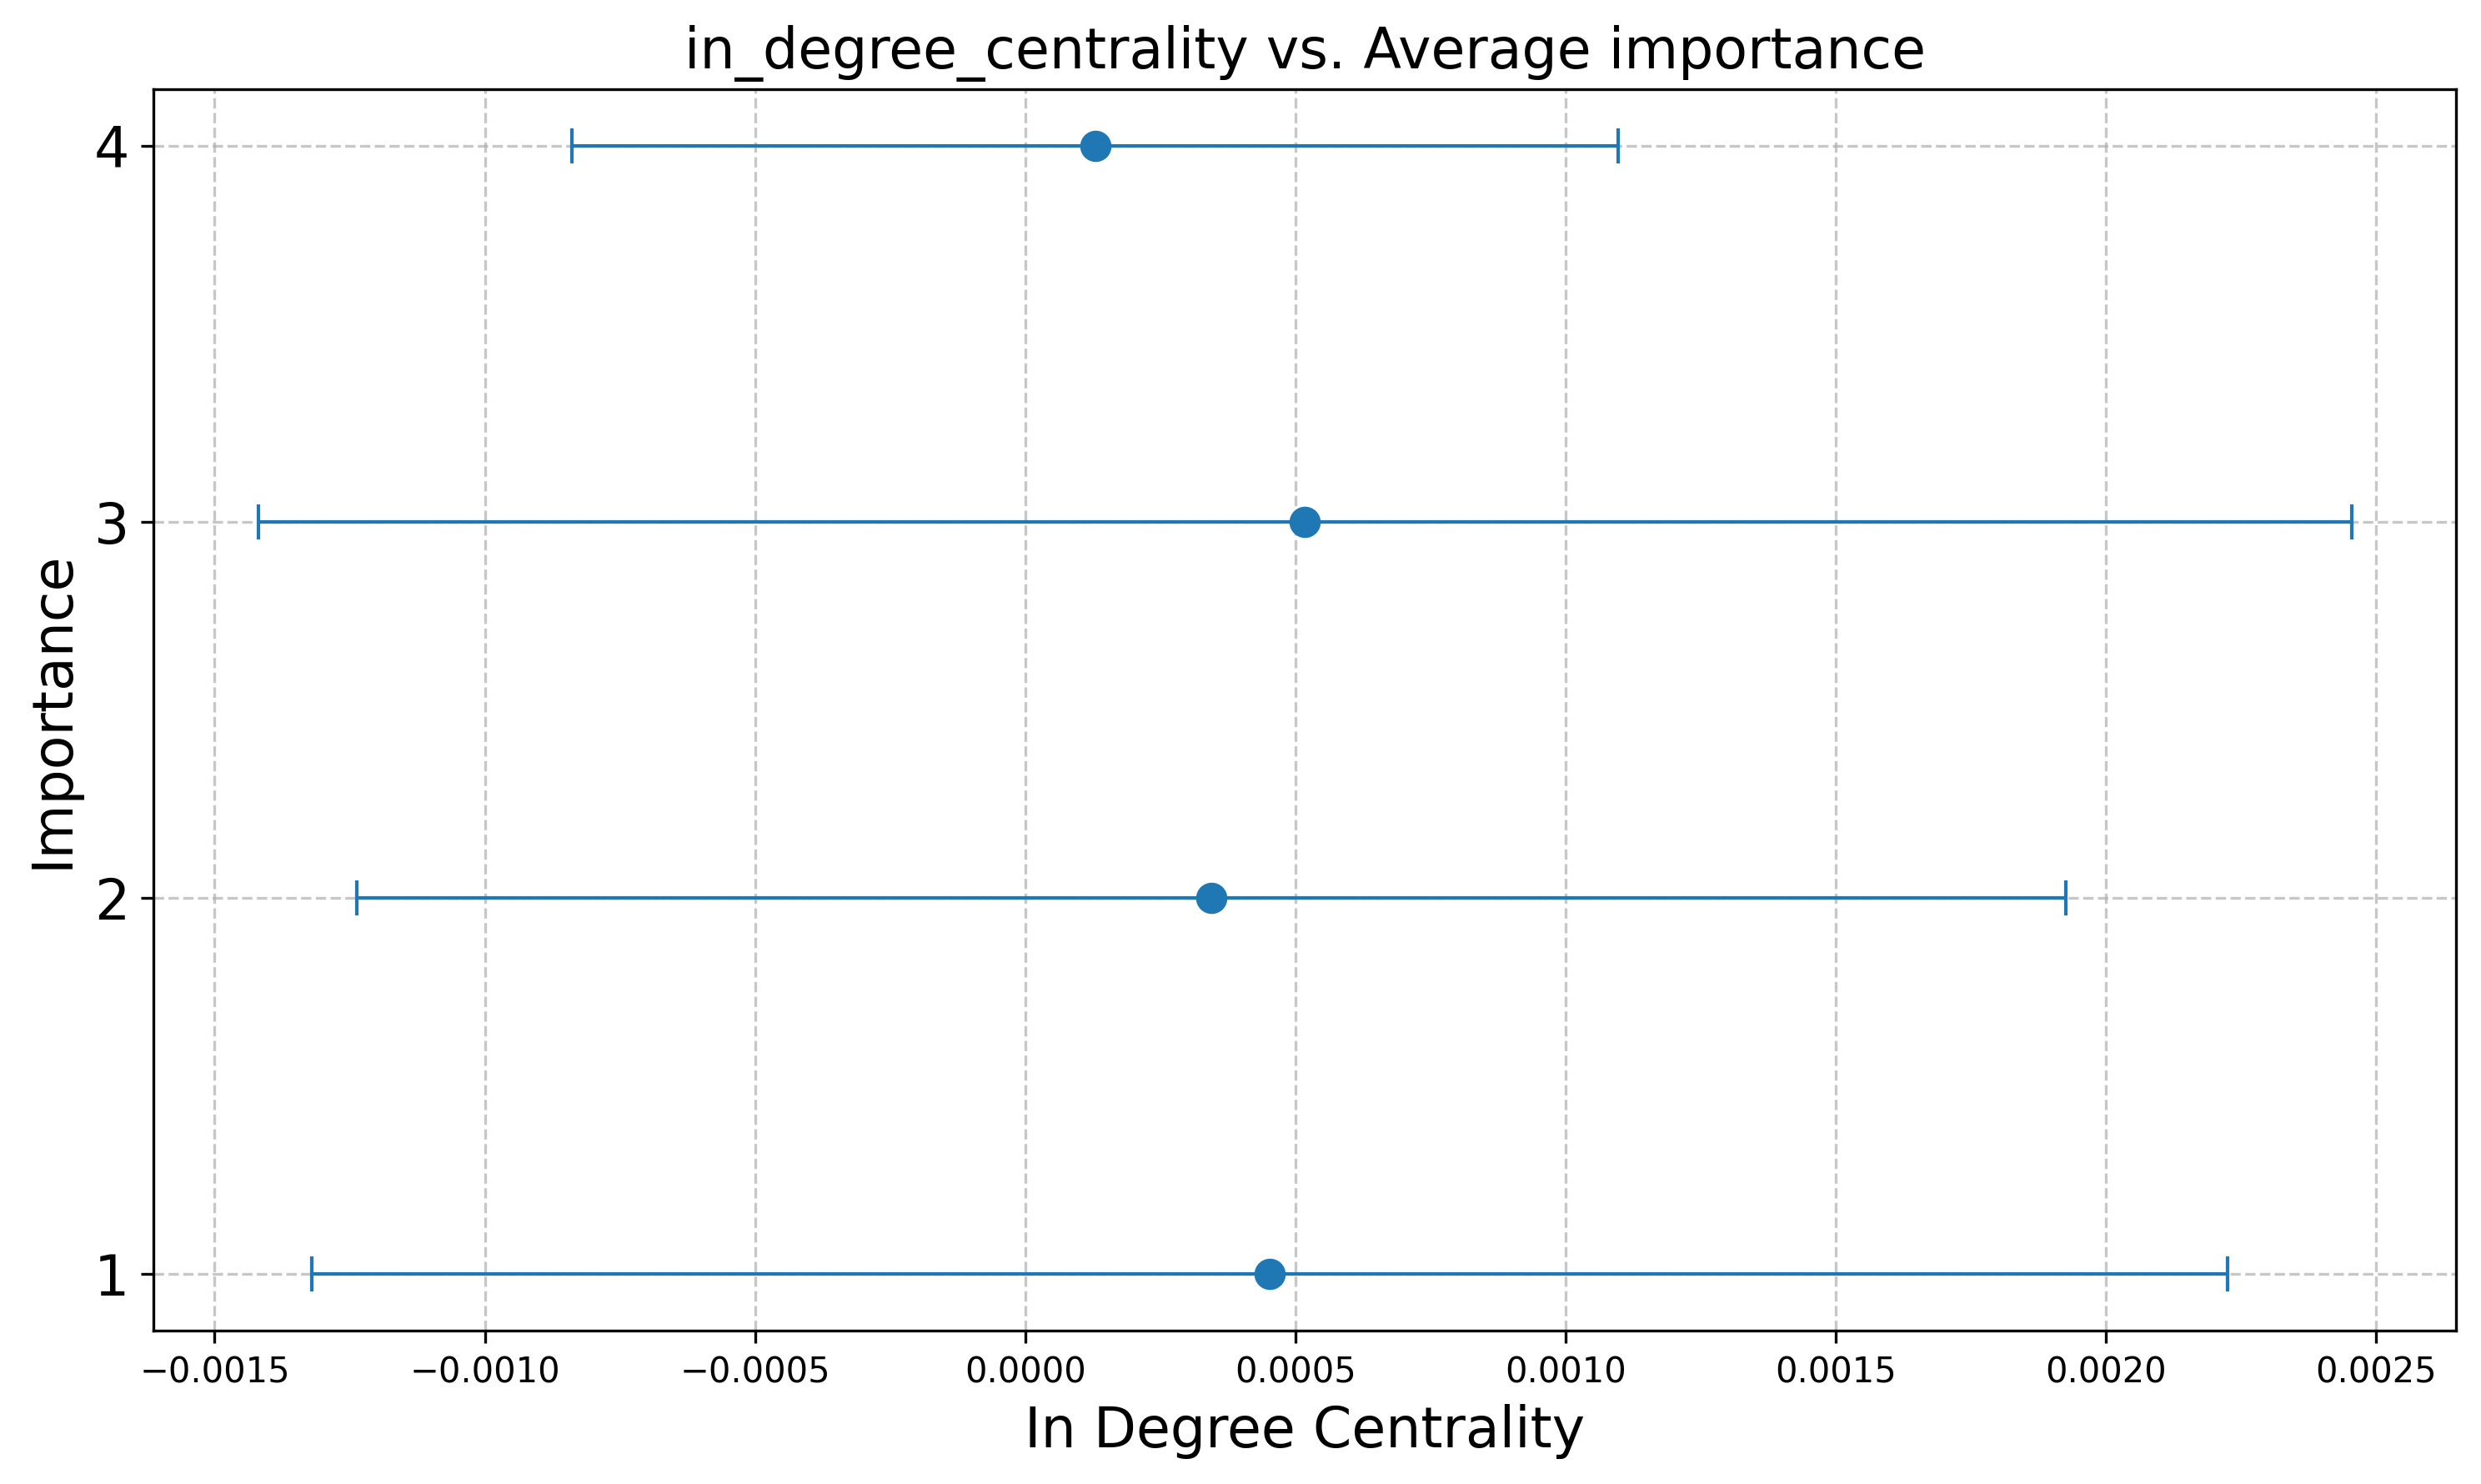 in_degree_centrality vs. Average importance
4
3
2
1
Importance
−0.0015 −0.0010 −0.0005 0.0000 0.0005 0.0010 0.0015 0.0020 0.0025
In Degree Centrality